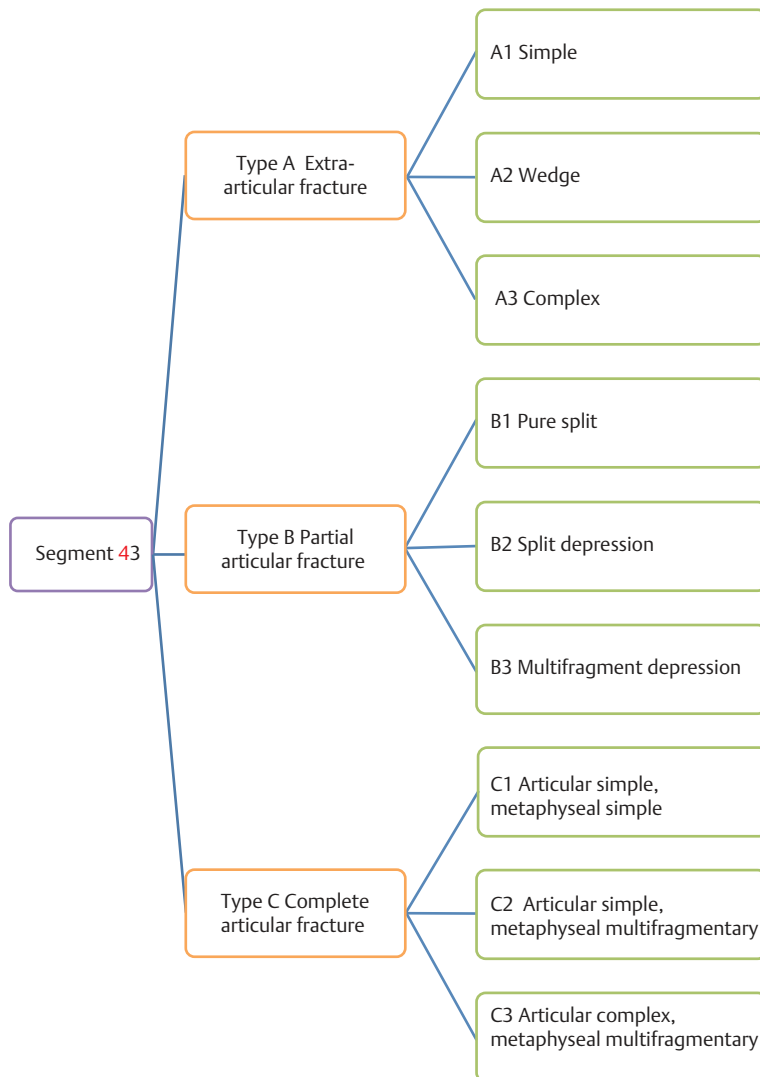 A1 Simple
Type A Extra-
articular fracture
A2 Wedge
A3 Complex
B1 Pure split
Segment 43
Type B Partial
articular fracture
B2 Split depression
B3 Multifragment depression
C1 Articular simple,
metaphyseal simple
Type C Complete
articular fracture
C2 Articular simple,
metaphyseal multifragmentary
C3 Articular complex,
metaphyseal multifragmentary